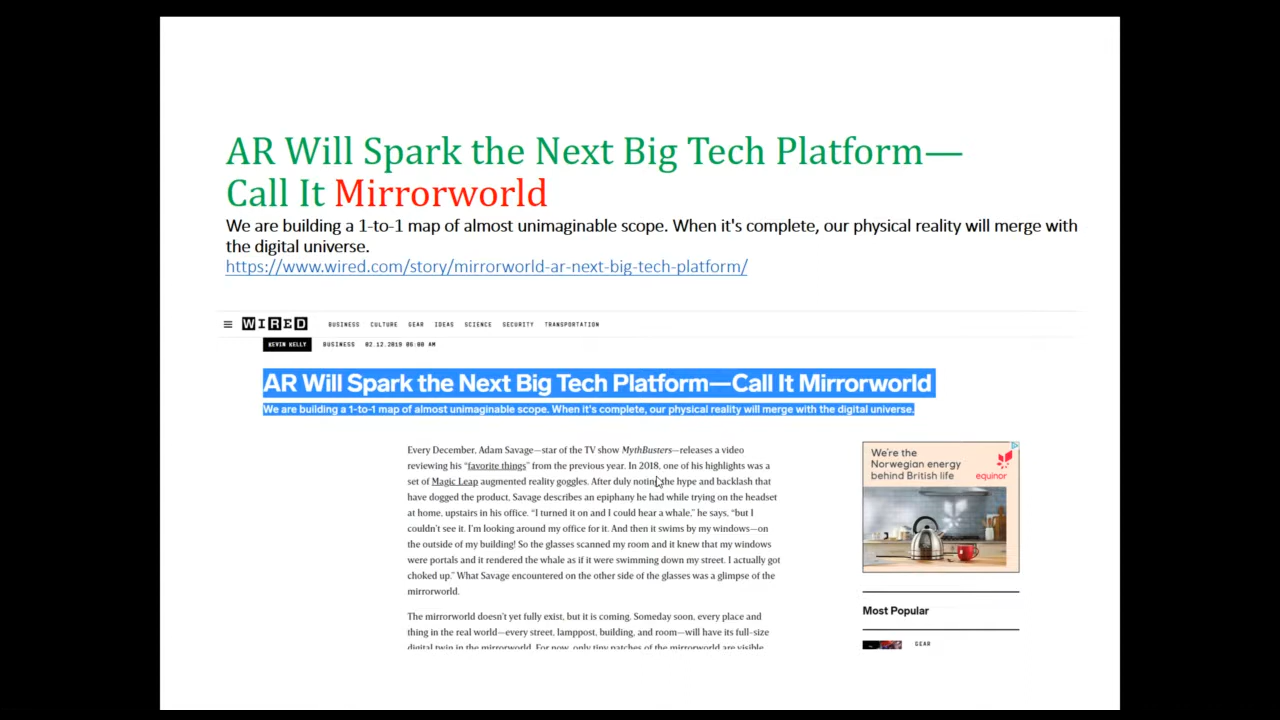 AR Will Spark the Next Big Tech Platform—
Call It Mirrorworld
We are building a 1-to-1 map of almost unimaginable scope. When it's complete, our physical reality will merge with
the digital universe.
https://www.wired.com/story/mirrorworld-ar-next-big-tech-platform/
WIRED BUSINESS CULTURE GEAR IDEAS SCIENCE SECURITY TRANSPORTATION
KEVIN KELLY BUSINESS 02.12.2019 06:00 AM
AR Will Spark the Next Big Tech Platform—Call It Mirrorworld
We are building a 1-to-1 map of almost unimaginable scope. When it's complete, our physical reality will merge with the digital universe.
Every December, Adam Savage—star of the TV show MythBusters—releases a video
reviewing his “favorite things” from the previous year. In 2018, one of his highlights was a
set of Magic Leap augmented reality goggles. After duly noting the hype and backlash that
have dogged the product, Savage describes an epiphany he had while trying on the headset
at home, upstairs in his office. “I turned it on and I could hear a whale,” he says, “but I
couldn't see it. I'm looking around my office for it. And then it swims by my windows—on
the outside of my building! So the glasses scanned my room and it knew that my windows
were portals and it rendered the whale as if it were swimming down my street. I actually got
choked up.” What Savage encountered on the other side of the glasses was a glimpse of the
mirrorworld.
The mirrorworld doesn't yet fully exist, but it is coming. Someday soon, every place and
thing in the real world—every street, lamppost, building, and room—will have its full-size
digital twin in the mirrorworld. For now, only tiny patches of the mirrorworld are visible
We're the
Norwegian energy
behind British life
equinor
Most Popular
GEAR